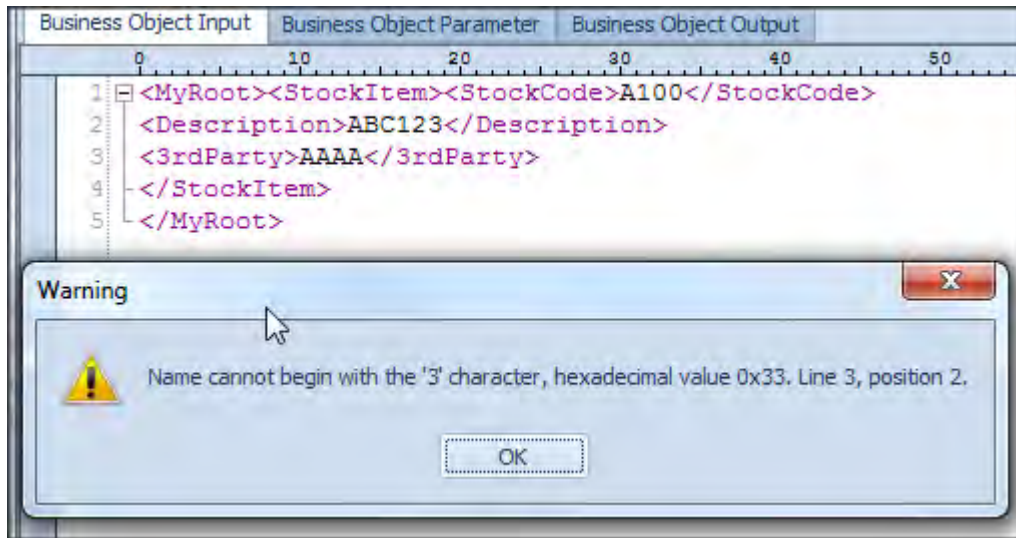 Business Object Input Business Object Parameter Business Object Output
0 10 20 30 40 50
1 <MyRoot><StockItem><StockCode>A100</StockCode>
2 <Description>ABC123</Description>
3 <3rdParty>AAAA</3rdParty>
4 </StockItem>
5 </MyRoot>
Warning
Name cannot begin with the '3' character, hexadecimal value 0x33. Line 3, position 2.
OK